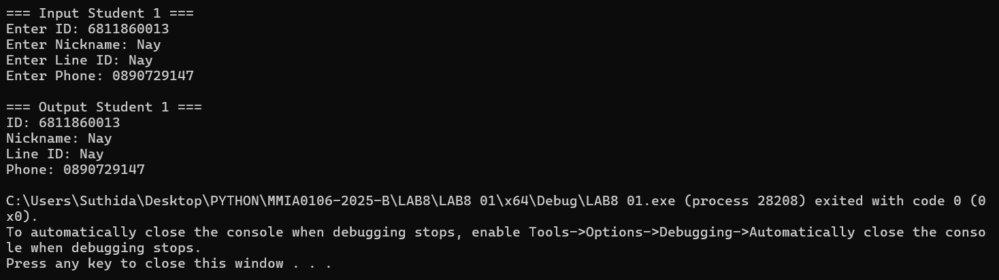 === Input Student 1 ===
Enter ID: 6811860013
Enter Nickname: Nay
Enter Line ID: Nay
Enter Phone: 0890729147
=== Output Student 1 ===
ID: 6811860013
Nickname: Nay
Line ID: Nay
Phone: 0890729147
C:\Users\Suthida\Desktop\PYTHON\MMIA0106-2025-B\LAB8\LAB8 01\x64\Debug\LAB8 01.exe (process 28208) exited with code 0 (0
x0).
To automatically close the console when debugging stops, enable Tools->Options->Debugging->Automatically close the conso
le when debugging stops.
Press any key to close this window . . .